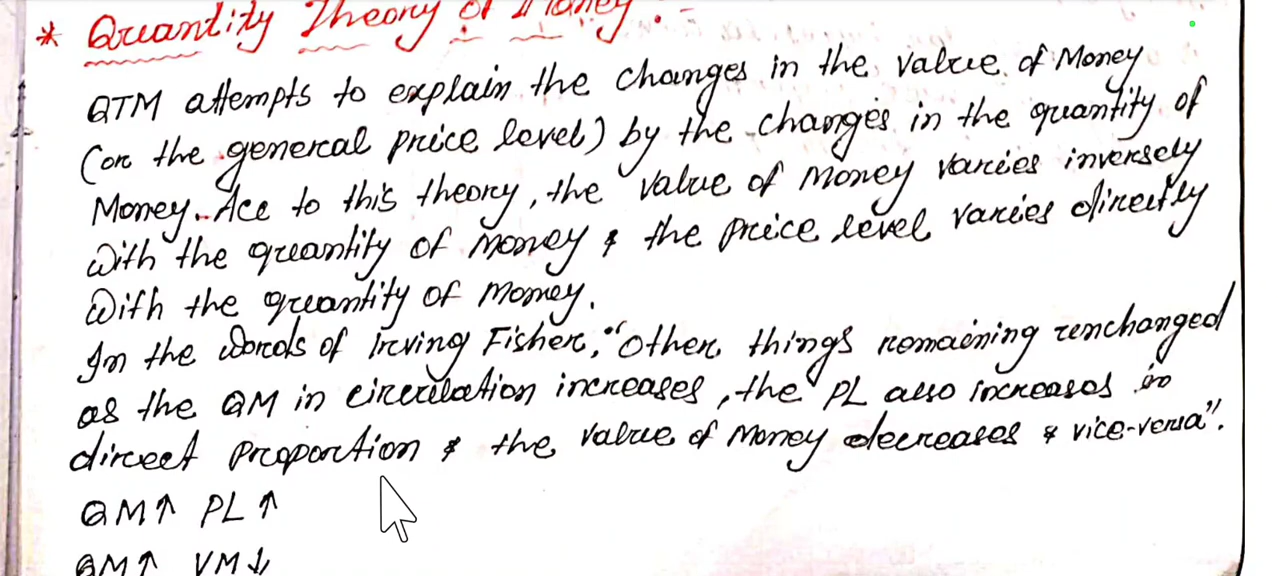 * Quantity Theory of Money :
QTM attempts to explain the changes in the value of Money
(or the general price level) by the changes in the quantity of
Money. Acc to this theory, the value of Money varies inversely
with the quantity of Money & the price level varies directly
with the quantity of Money.
In the words of Irving Fisher, "Other things remaining unchanged
as the QM in circulation increases, the PL also increases in
direct proportion & the value of Money decreases & vice-versa".
QM↑ PL↑
QM↑ VM↓